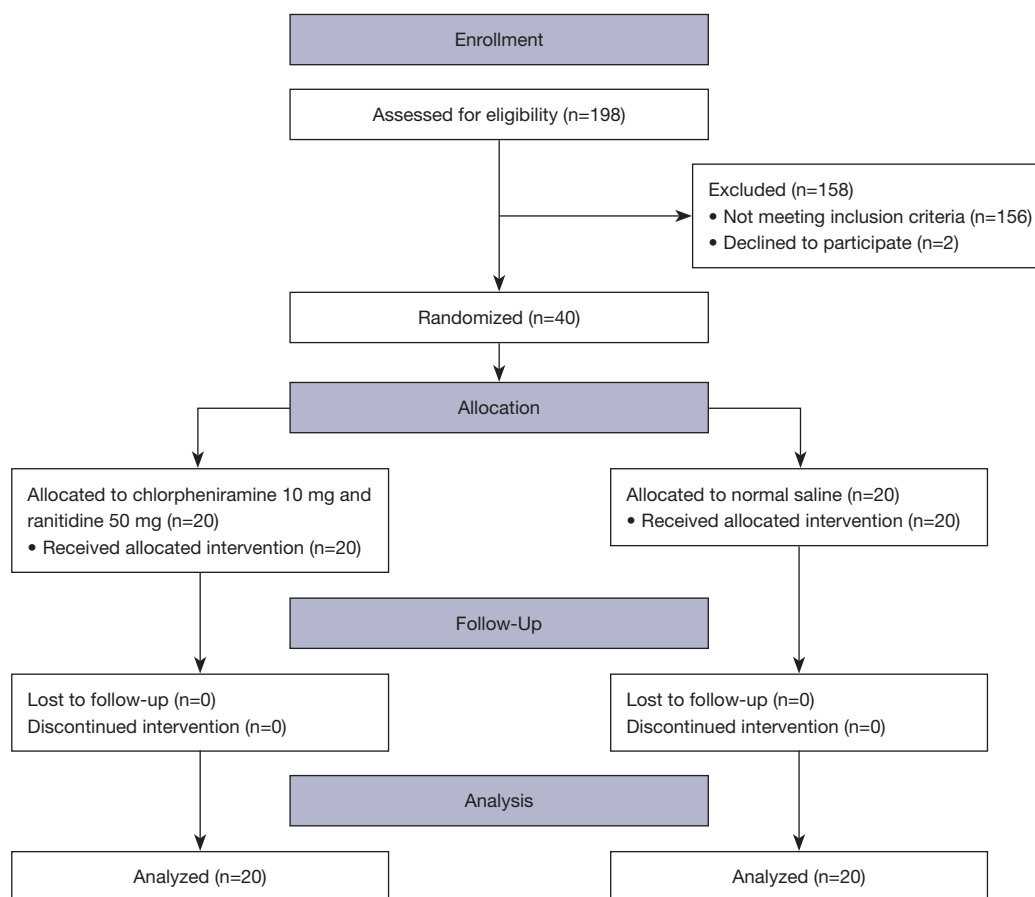 Enrollment
Assessed for eligibility (n=198)
Excluded (n=158)
• Not meeting inclusion criteria (n=156)
• Declined to participate (n=2)
Randomized (n=40)
Allocation
Allocated to chlorpheniramine 10 mg and
ranitidine 50 mg (n=20)
• Received allocated intervention (n=20)
Allocated to normal saline (n=20)
• Received allocated intervention (n=20)
Follow-Up
Lost to follow-up (n=0)
Discontinued intervention (n=0)
Lost to follow-up (n=0)
Discontinued intervention (n=0)
Analysis
Analyzed (n=20)
Analyzed (n=20)